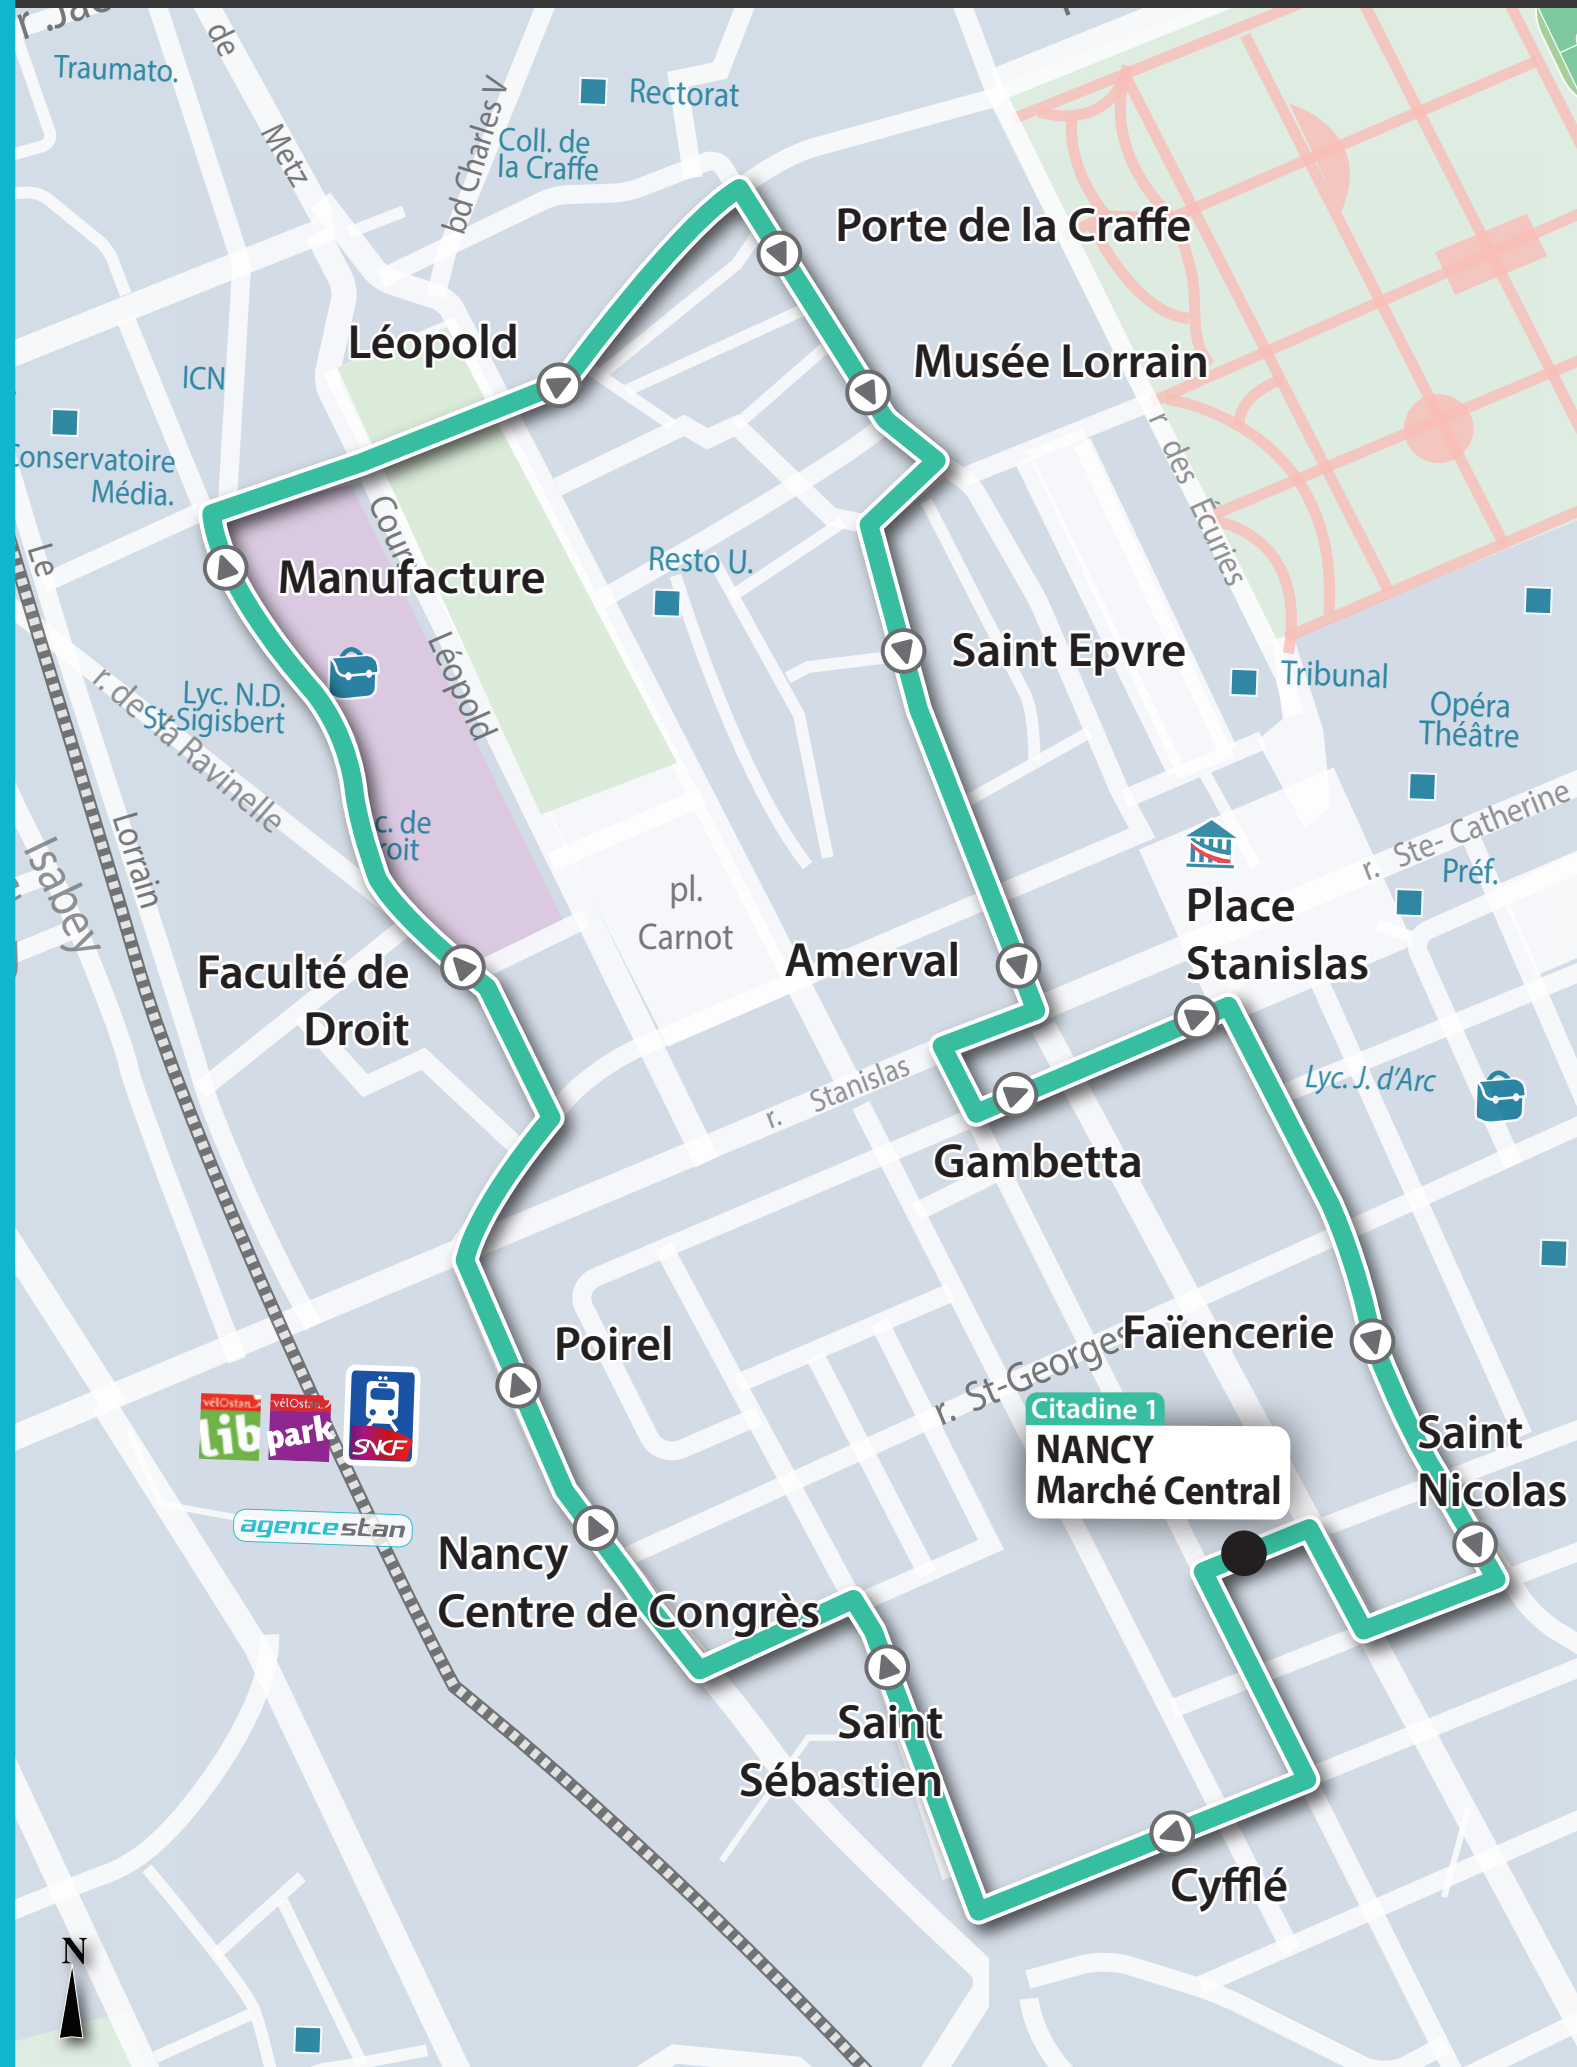 Traumato.
de
Metz
bd Charles V
Rectorat
Coll. de
la Craffe
Porte de la Craffe
Léopold
Musée Lorrain
ICN
Conservatoire
Média.
r des Écuries
Le
Lorrain
Cours
Léopold
Manufacture
Resto U.
Saint Epvre
Tribunal
Opéra
Théâtre
Lyc. N.D.
St-Sigisbert
r. de la Ravinelle
Isabey
r. Ste- Catherine
Préf.
pl.
Carnot
Place
Stanislas
Amerval
Faculté de
Droit
r. Stanislas
Lyc. J. d'Arc
Gambetta
Poirel
Faïencerie
r. St-Georges
vélOstan
lib
vélOstan
park
SNCF
Citadine 1
NANCY
Marché Central
Saint
Nicolas
agencestan
Nancy
Centre de Congrès
Saint
Sébastien
Cyfflé
N